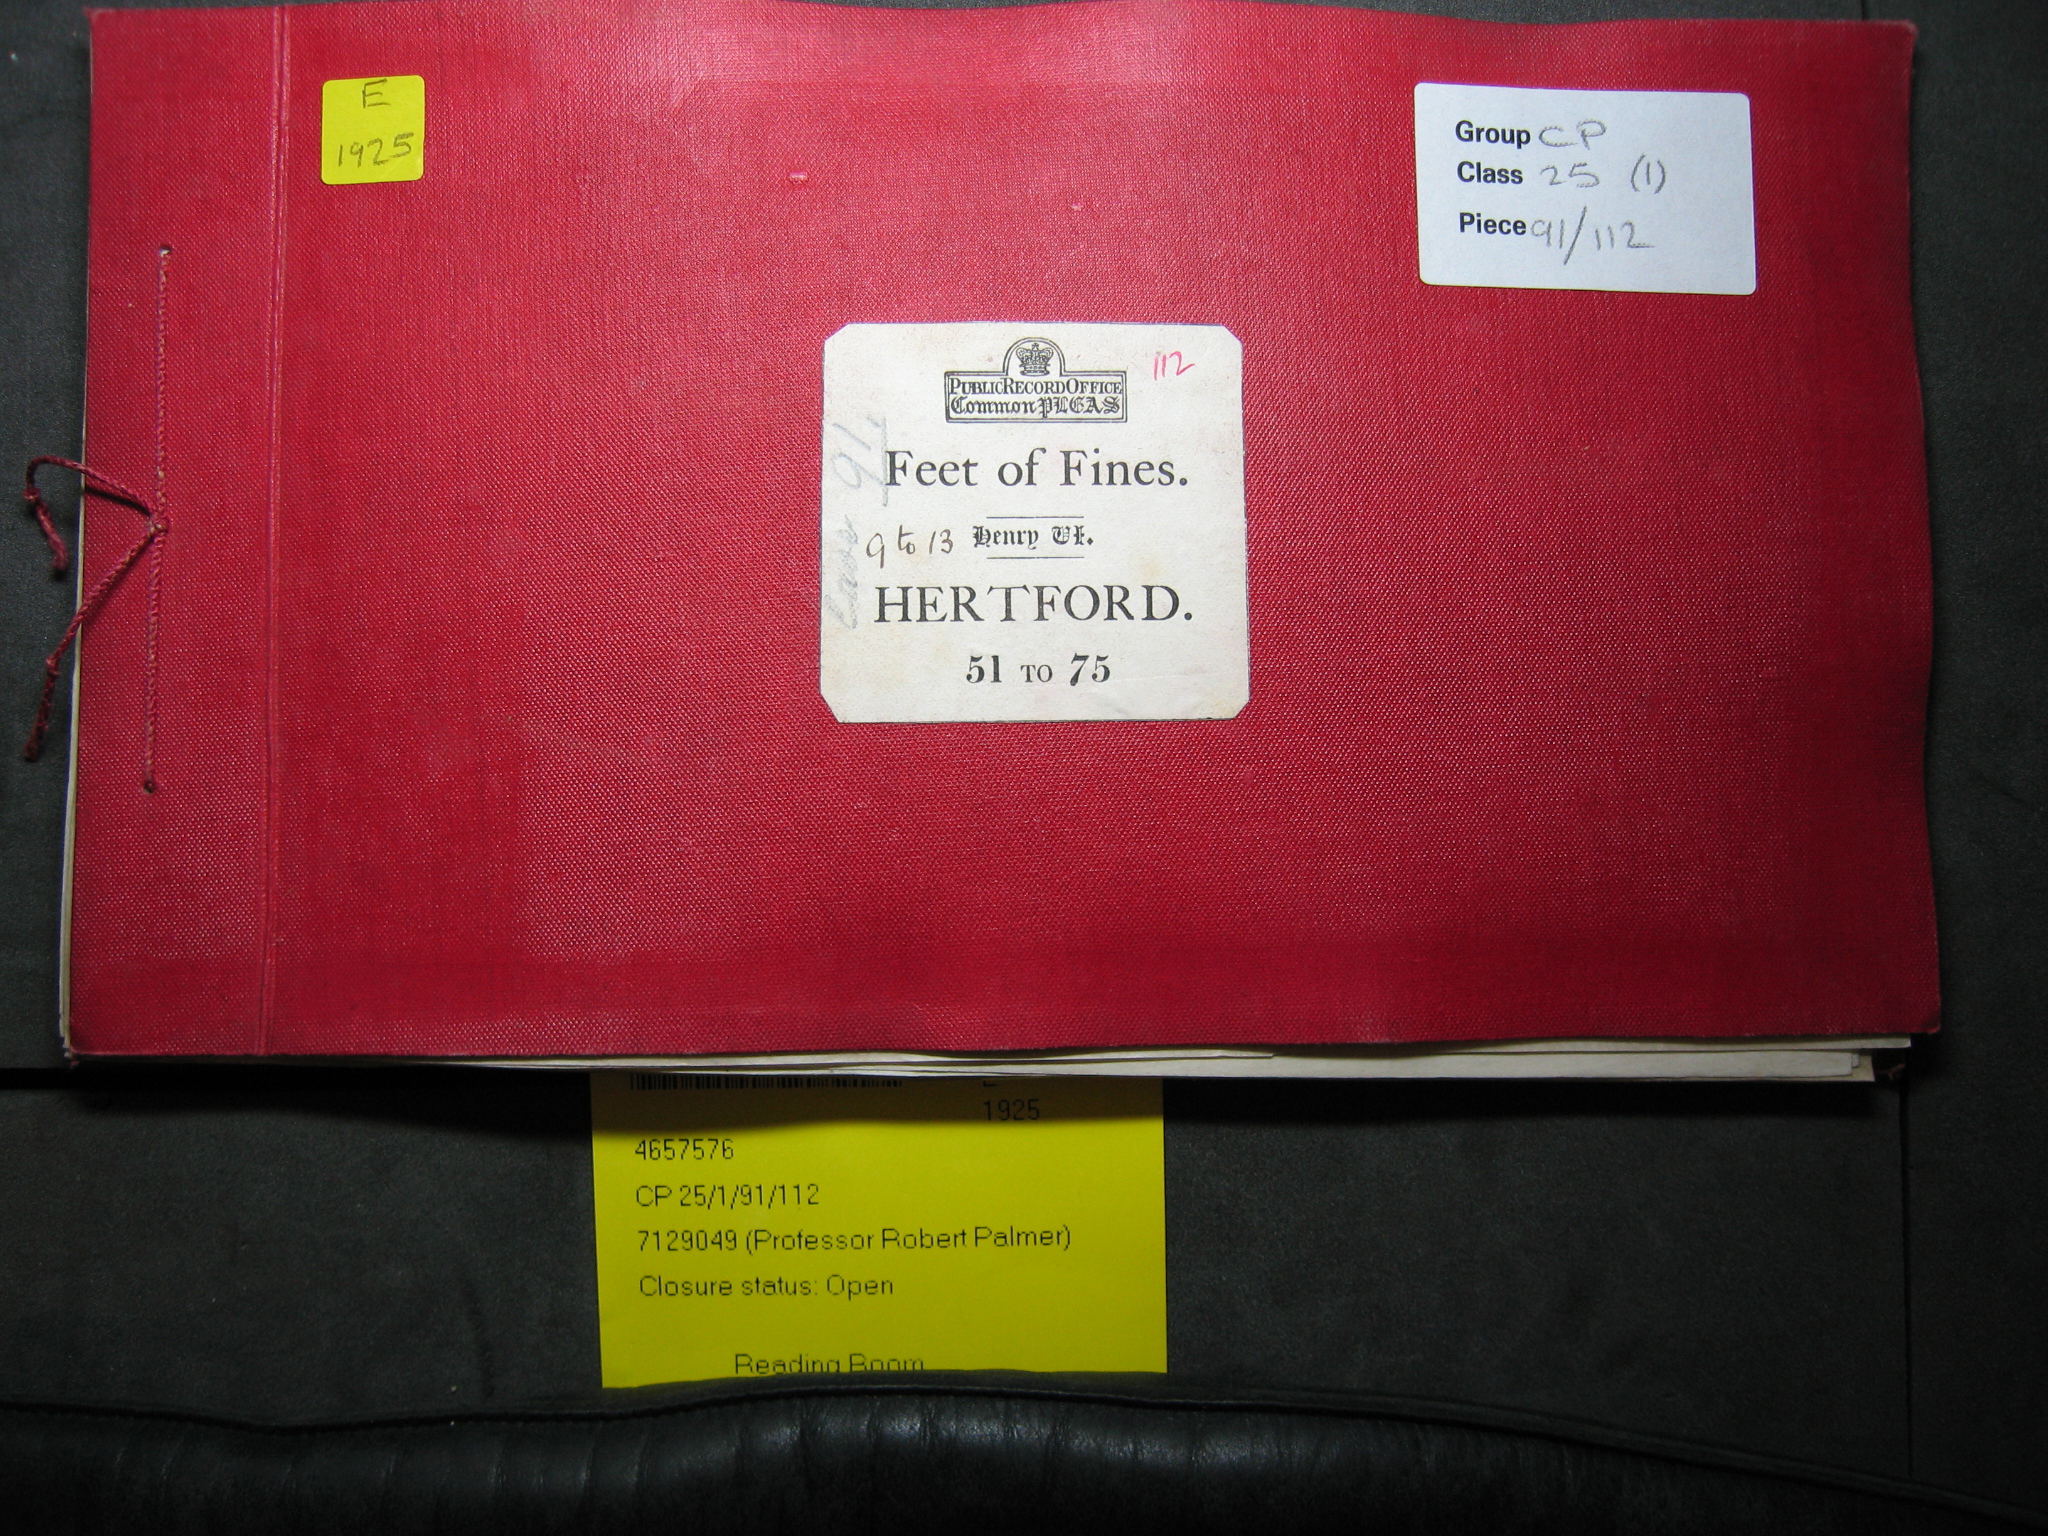 E
1925
Group CP
Class 25 (1)
Piece 91/112
112
PUBLIC RECORD OFFICE
Common PLEAS
Feet of Fines.
9 to 13 Henry VI.
HERTFORD.
51 TO 75
91.
1925
4657576
CP 25/1/91/112
7129049 (Professor Robert Palmer)
Closure status: Open
Reading Room